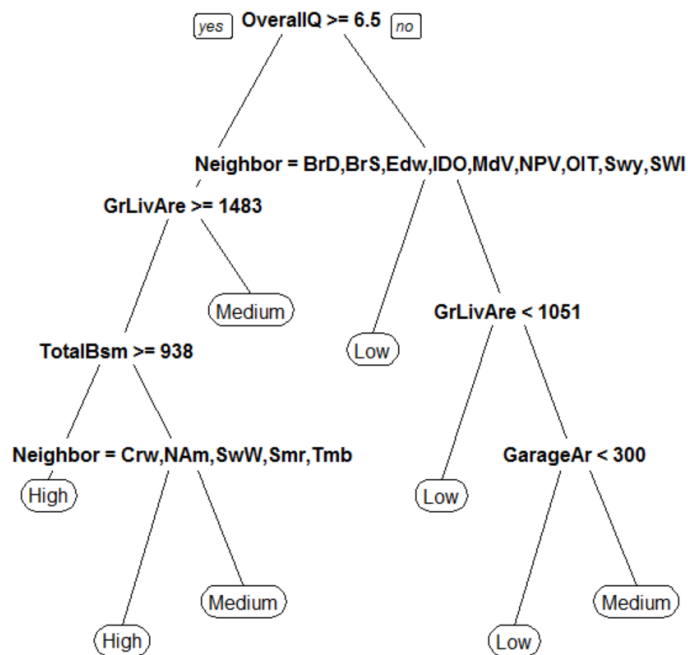 yes OverallQ >= 6.5 no
Neighbor = BrD,BrS,Edw,IDO,MdV,NPV,OlT,Swy,SWI
GrLivAre >= 1483
Medium
GrLivAre < 1051
Low
TotalBsm >= 938
Neighbor = Crw,NAm,SwW,Smr,Tmb
GarageAr < 300
High
Low
Medium
Medium
High
Low